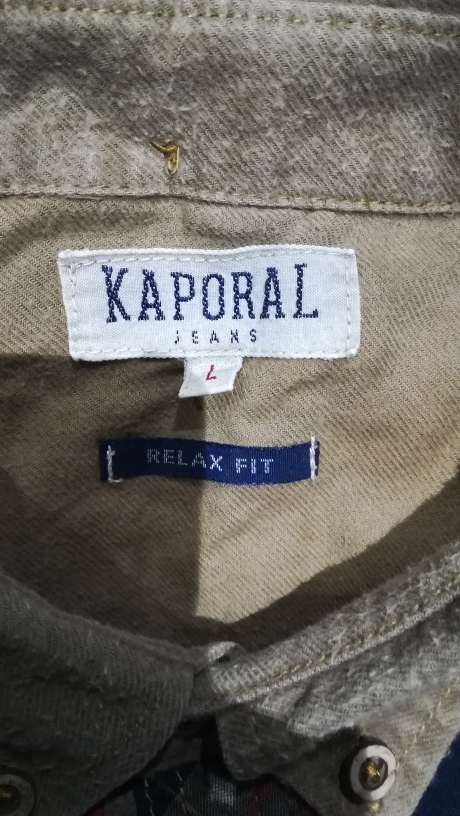 KAPORAL
JEANS
L
RELAX FIT